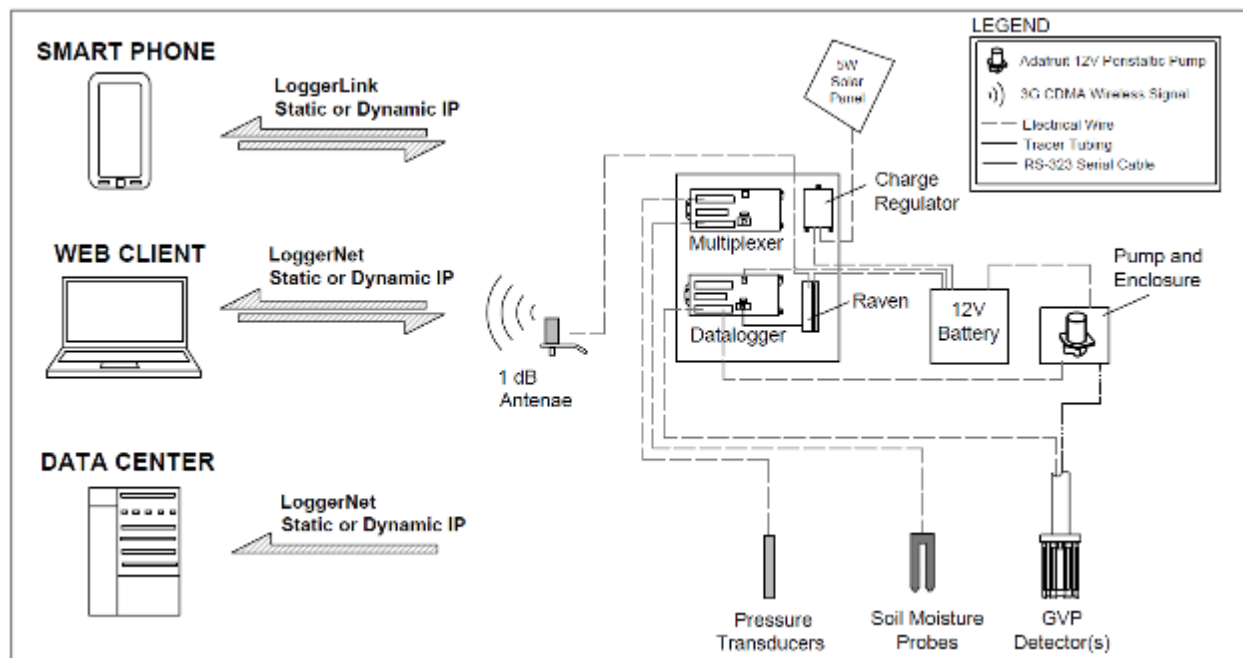 SMART PHONE
LoggerLink
Static or Dynamic IP
WEB CLIENT
LoggerNet
Static or Dynamic IP
DATA CENTER
LoggerNet
Static or Dynamic IP
1 dB
Antenae
5W
Solar
Panel
Charge
Regulator
Multiplexer
Datalogger
Raven
12V
Battery
Pump and
Enclosure
Pressure
Transducers
Soil Moisture
Probes
GVP
Detector(s)
LEGEND
Adafruit 12V Peristaltic Pump
3G CDMA Wireless Signal
Electrical Wire
Tracer Tubing
RS-323 Serial Cable